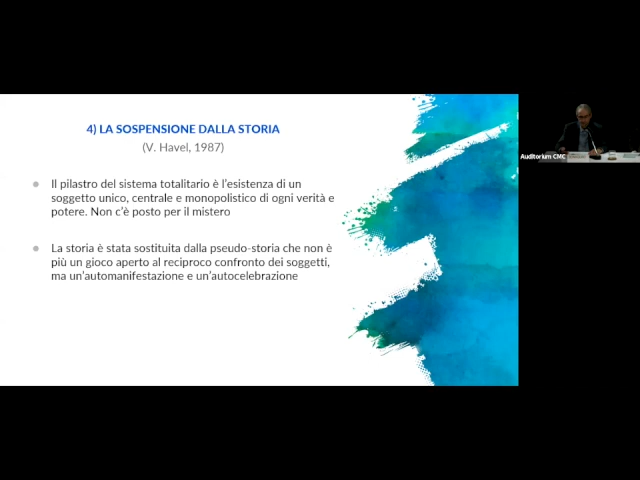 4) LA SOSPENSIONE DALLA STORIA
(V. Havel, 1987)
● Il pilastro del sistema totalitario è l'esistenza di un
soggetto unico, centrale e monopolistico di ogni verità e
potere. Non c'è posto per il mistero
● La storia è stata sostituita dalla pseudo-storia che non è
più un gioco aperto al reciproco confronto dei soggetti,
ma un'automanifestazione e un'autocelebrazione
Auditorium CMC